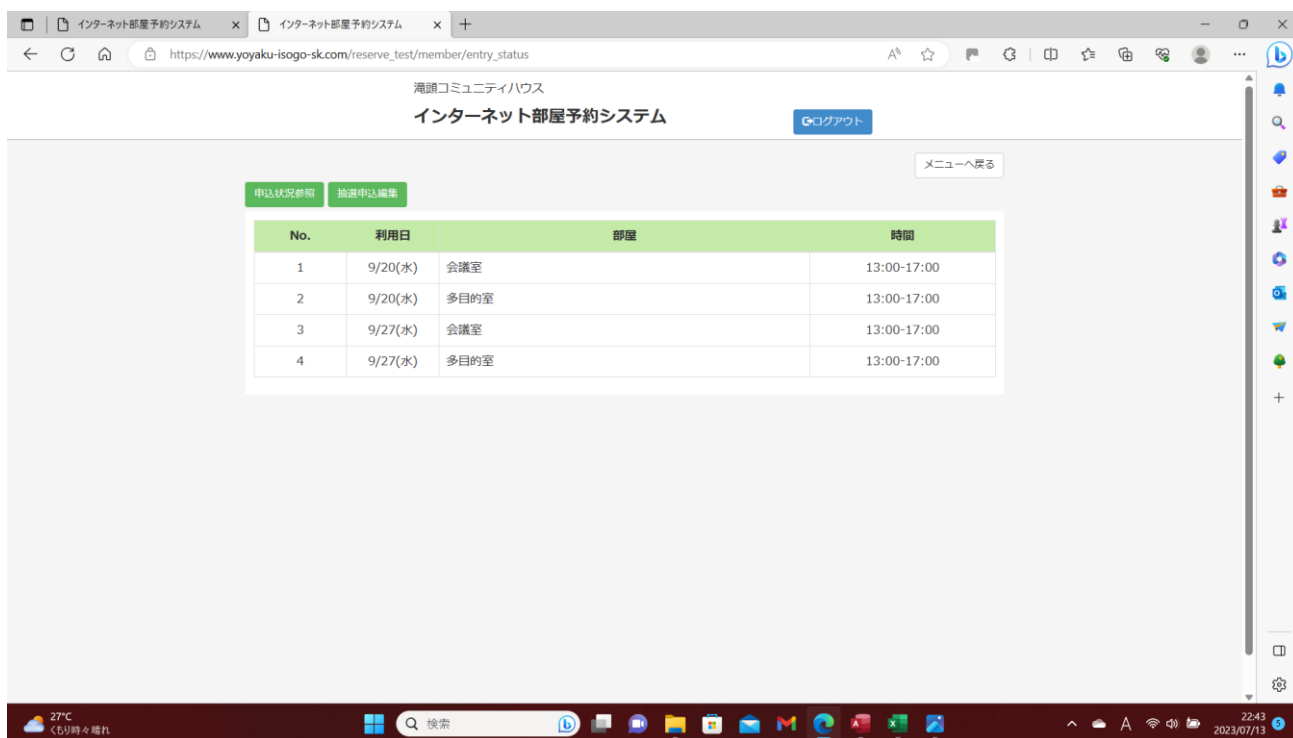 インターネット部屋予約システム
インターネット部屋予約システム
https://www.yoyaku-isogo-sk.com/reserve_test/member/entry_status
滝頭コミュニティハウス
インターネット部屋予約システム
ログアウト
メニューへ戻る
申込状況参照 抽選申込編集
No. 利用日 部屋 時間
1 9/20(水) 会議室 13:00-17:00
2 9/20(水) 多目的室 13:00-17:00
3 9/27(水) 会議室 13:00-17:00
4 9/27(水) 多目的室 13:00-17:00
27°C
くもり時々晴れ
検索
A
22:43
2023/07/13
5